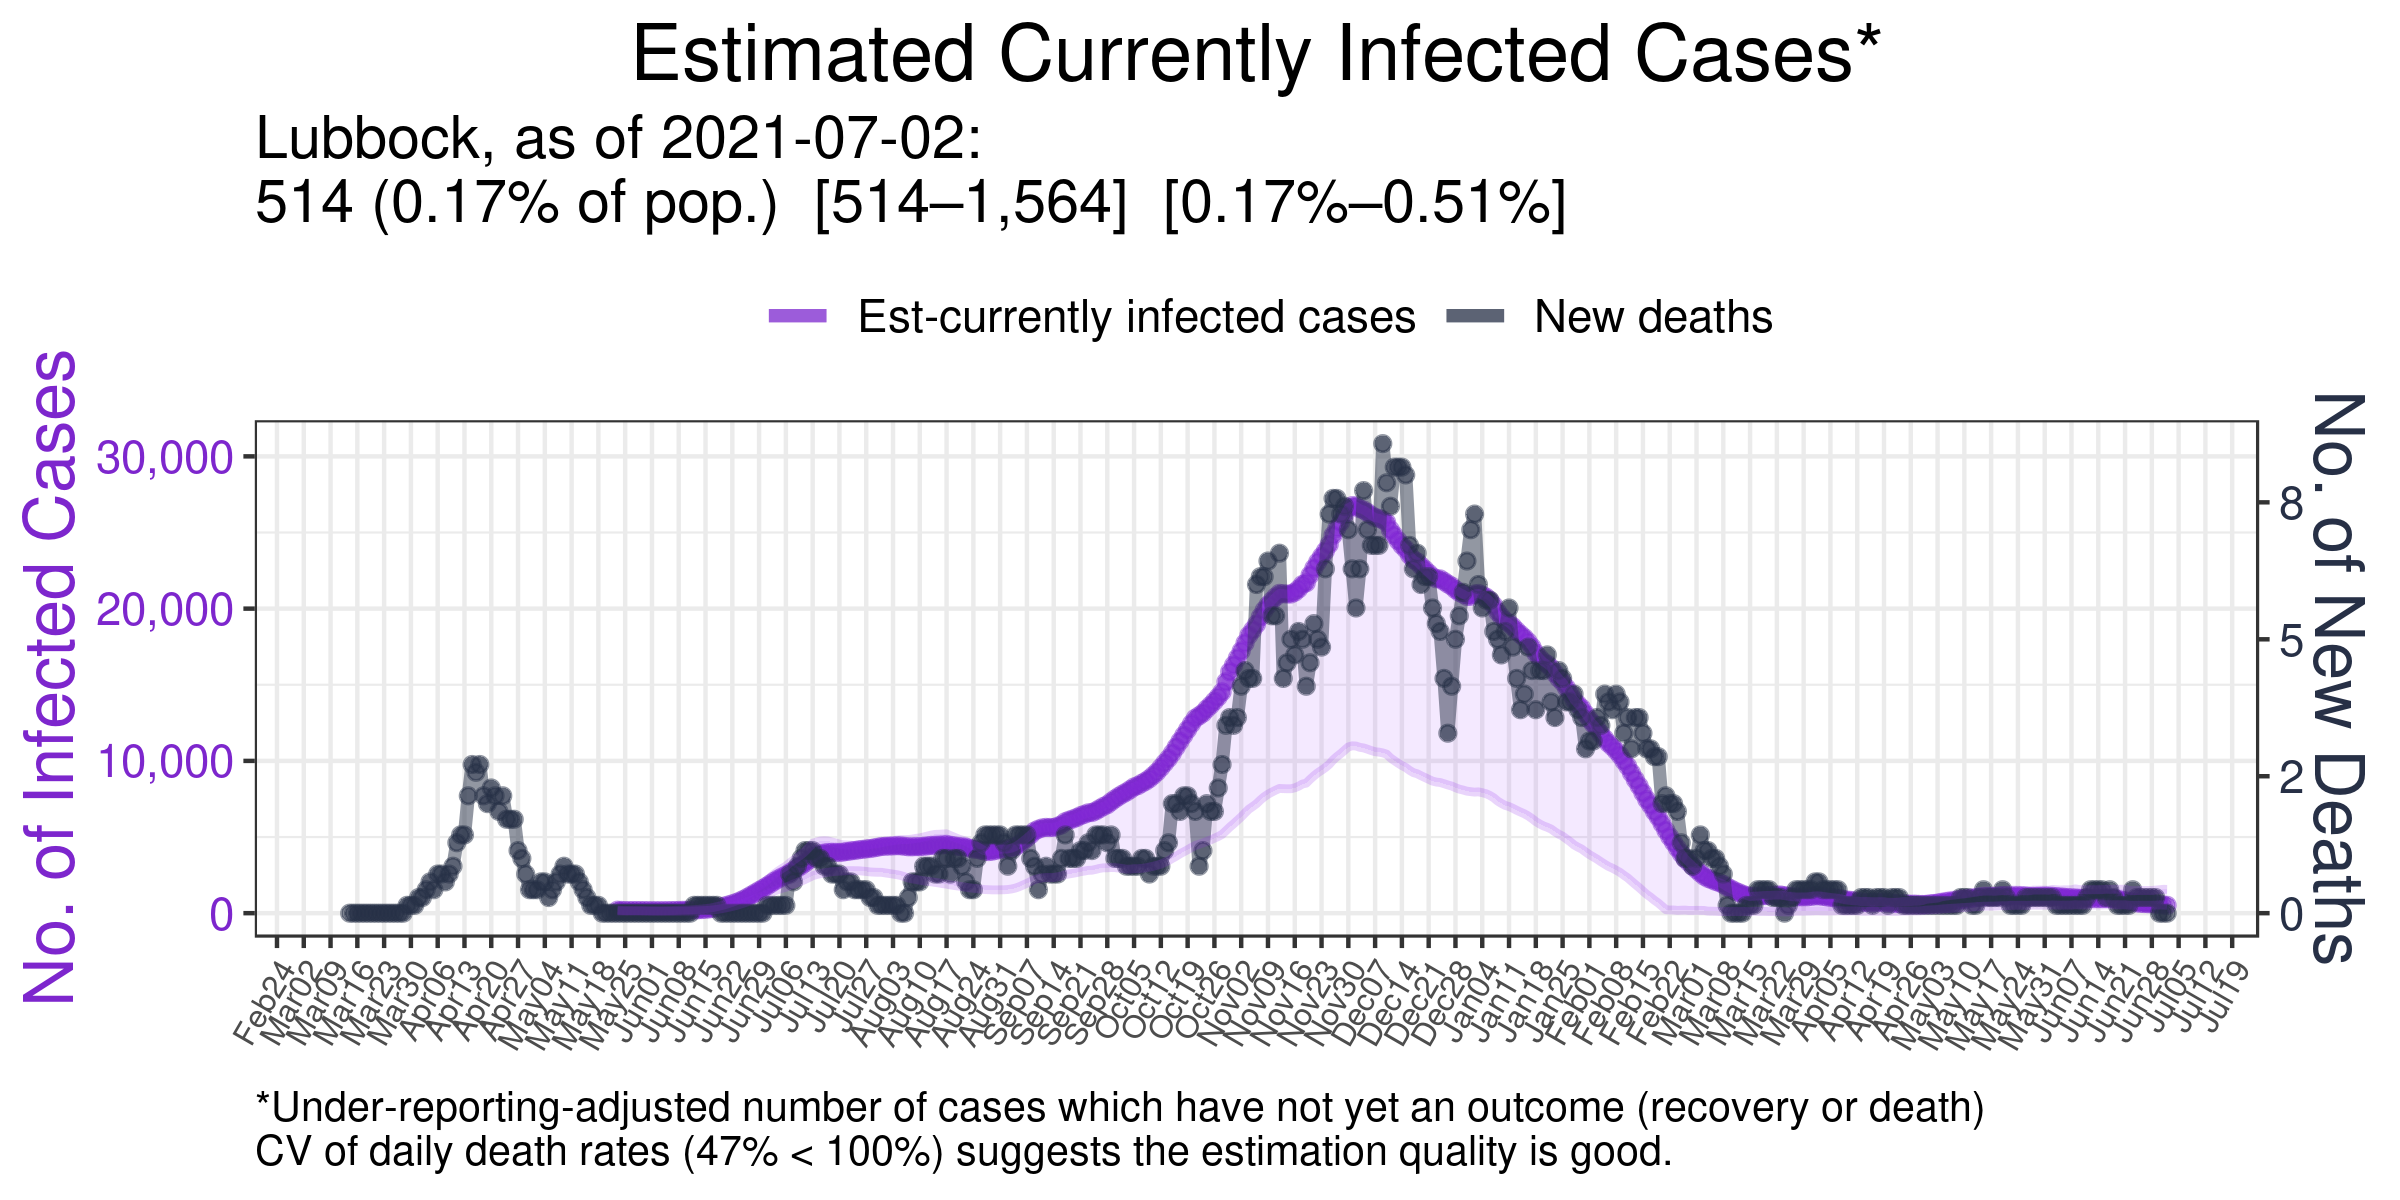 Estimated Currently Infected Cases*
Lubbock, as of 2021-07-02:
514 (0.17% of pop.) [514–1,564] [0.17%–0.51%]
Est-currently infected cases
New deaths
No. of Infected Cases
30,000
20,000
10,000
0
No. of New Deaths
8
5
2
0
Feb24
Mar02
Mar09
Mar16
Mar23
Mar30
Apr06
Apr13
Apr20
Apr27
May04
May11
May18
May25
Jun01
Jun08
Jun15
Jun22
Jun29
Jul06
Jul13
Jul20
Jul27
Aug03
Aug10
Aug17
Aug24
Aug31
Sep07
Sep14
Sep21
Sep28
Oct05
Oct12
Oct19
Oct26
Nov02
Nov09
Nov16
Nov23
Nov30
Dec07
Dec14
Dec21
Dec28
Jan04
Jan11
Jan18
Jan25
Feb01
Feb08
Feb15
Feb22
Mar01
Mar08
Mar15
Mar22
Mar29
Apr05
Apr12
Apr19
Apr26
May03
May10
May17
May24
May31
Jun07
Jun14
Jun21
Jun28
Jul05
Jul12
Jul19
*Under-reporting-adjusted number of cases which have not yet an outcome (recovery or death)
CV of daily death rates (47% < 100%) suggests the estimation quality is good.